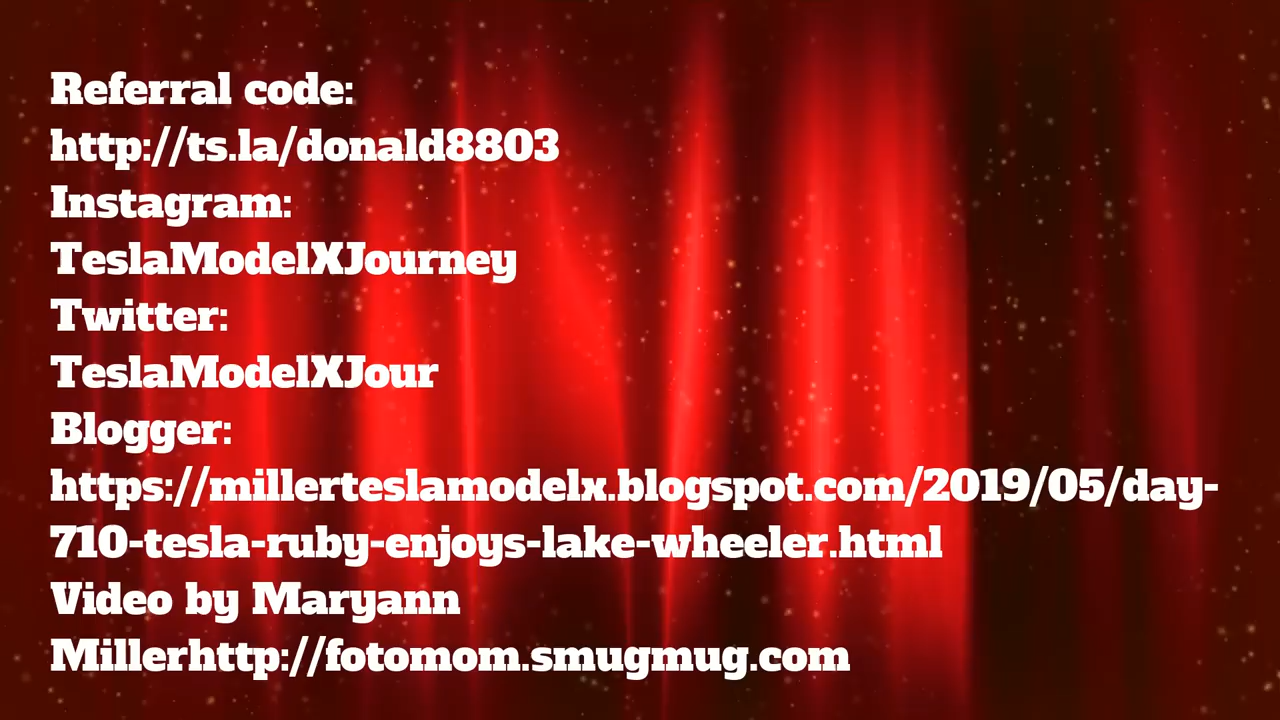 Referral code:
http://ts.la/donald8803
Instagram:
TeslaModelXJourney
Twitter:
TeslaModelXJour
Blogger:
https://millerteslamodelx.blogspot.com/2019/05/day-
710-tesla-ruby-enjoys-lake-wheeler.html
Video by Maryann
Millerhttp://fotomom.smugmug.com